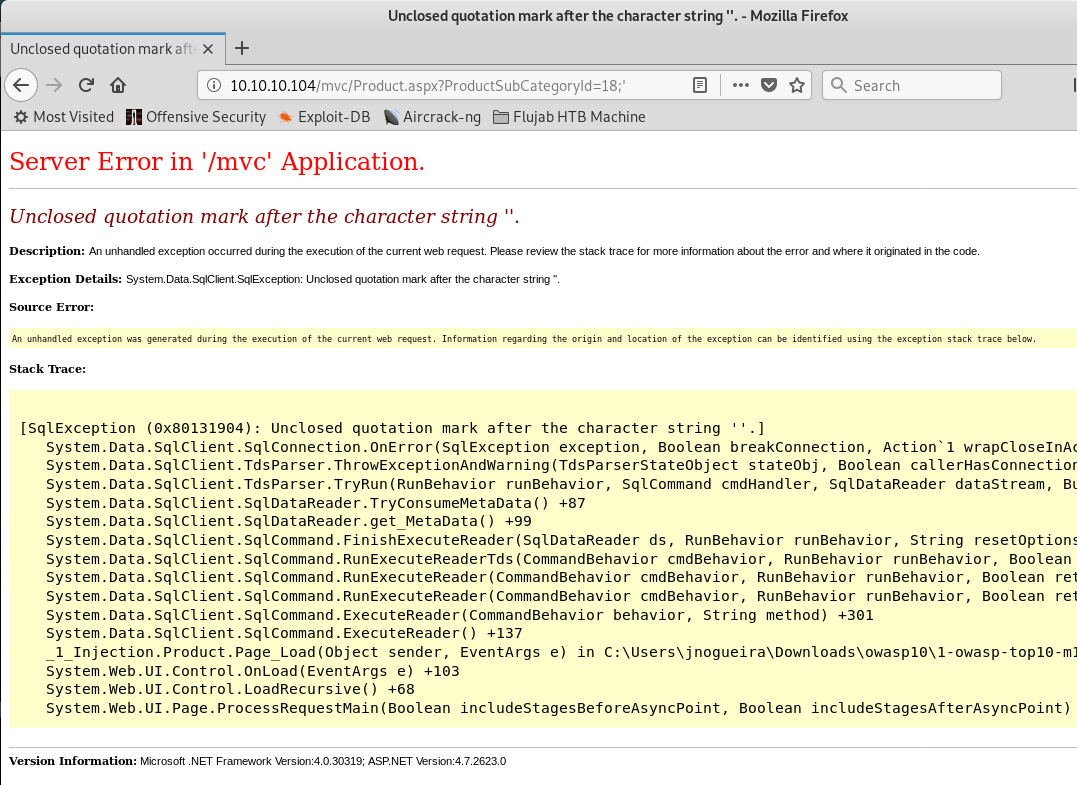 Unclosed quotation mark after the character string ''. - Mozilla Firefox
Unclosed quotation mark afte
10.10.10.104/mvc/Product.aspx?ProductSubCategoryId=18;'
Search
Most Visited Offensive Security Exploit-DB Aircrack-ng Flujab HTB Machine
Server Error in '/mvc' Application.
Unclosed quotation mark after the character string ''.
Description: An unhandled exception occurred during the execution of the current web request. Please review the stack trace for more information about the error and where it originated in the code.
Exception Details: System.Data.SqlClient.SqlException: Unclosed quotation mark after the character string ''.
Source Error:
An unhandled exception was generated during the execution of the current web request. Information regarding the origin and location of the exception can be identified using the exception stack trace below.
Stack Trace:
[SqlException (0x80131904): Unclosed quotation mark after the character string ''.]
System.Data.SqlClient.SqlConnection.OnError(SqlException exception, Boolean breakConnection, Action`1 wrapCloseInAc
System.Data.SqlClient.TdsParser.ThrowExceptionAndWarning(TdsParserStateObject stateObj, Boolean callerHasConnection
System.Data.SqlClient.TdsParser.TryRun(RunBehavior runBehavior, SqlCommand cmdHandler, SqlDataReader dataStream, Bu
System.Data.SqlClient.SqlDataReader.TryConsumeMetaData() +87
System.Data.SqlClient.SqlDataReader.get_MetaData() +99
System.Data.SqlClient.SqlCommand.FinishExecuteReader(SqlDataReader ds, RunBehavior runBehavior, String resetOptions
System.Data.SqlClient.SqlCommand.RunExecuteReaderTds(CommandBehavior cmdBehavior, RunBehavior runBehavior, Boolean
System.Data.SqlClient.SqlCommand.RunExecuteReader(CommandBehavior cmdBehavior, RunBehavior runBehavior, Boolean ret
System.Data.SqlClient.SqlCommand.RunExecuteReader(CommandBehavior cmdBehavior, RunBehavior runBehavior, Boolean ret
System.Data.SqlClient.SqlCommand.ExecuteReader(CommandBehavior behavior, String method) +301
System.Data.SqlClient.SqlCommand.ExecuteReader() +137
_1_Injection.Product.Page_Load(Object sender, EventArgs e) in C:\Users\jnogueira\Downloads\owasp10\1-owasp-top10-m1
System.Web.UI.Control.OnLoad(EventArgs e) +103
System.Web.UI.Control.LoadRecursive() +68
System.Web.UI.Page.ProcessRequestMain(Boolean includeStagesBeforeAsyncPoint, Boolean includeStagesAfterAsyncPoint)
Version Information: Microsoft .NET Framework Version:4.0.30319; ASP.NET Version:4.7.2623.0